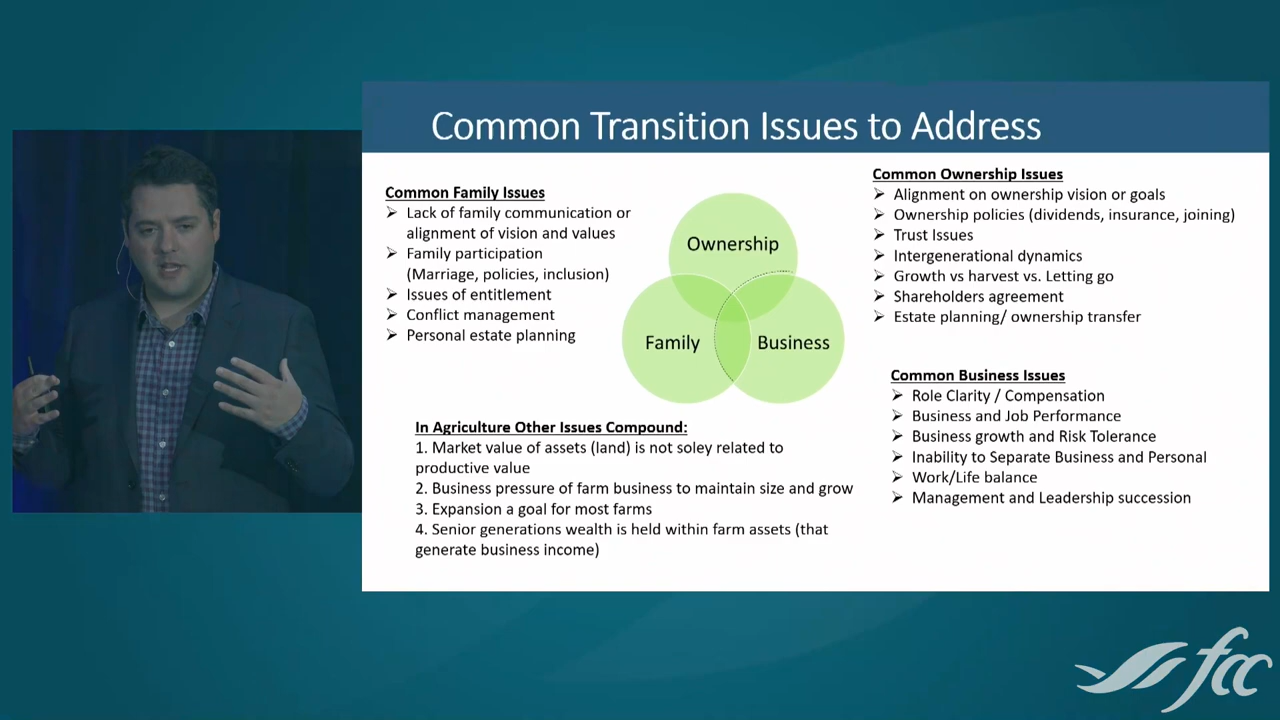 Common Transition Issues to Address
Common Family Issues
➢ Lack of family communication or
alignment of vision and values
➢ Family participation
(Marriage, policies, inclusion)
➢ Issues of entitlement
➢ Conflict management
➢ Personal estate planning
Ownership
Family
Business
Common Ownership Issues
➢ Alignment on ownership vision or goals
➢ Ownership policies (dividends, insurance, joining)
➢ Trust Issues
➢ Intergenerational dynamics
➢ Growth vs harvest vs. Letting go
➢ Shareholders agreement
➢ Estate planning/ ownership transfer
Common Business Issues
➢ Role Clarity / Compensation
➢ Business and Job Performance
➢ Business growth and Risk Tolerance
➢ Inability to Separate Business and Personal
➢ Work/Life balance
➢ Management and Leadership succession
In Agriculture Other Issues Compound:
1. Market value of assets (land) is not soley related to
productive value
2. Business pressure of farm business to maintain size and grow
3. Expansion a goal for most farms
4. Senior generations wealth is held within farm assets (that
generate business income)
fcc